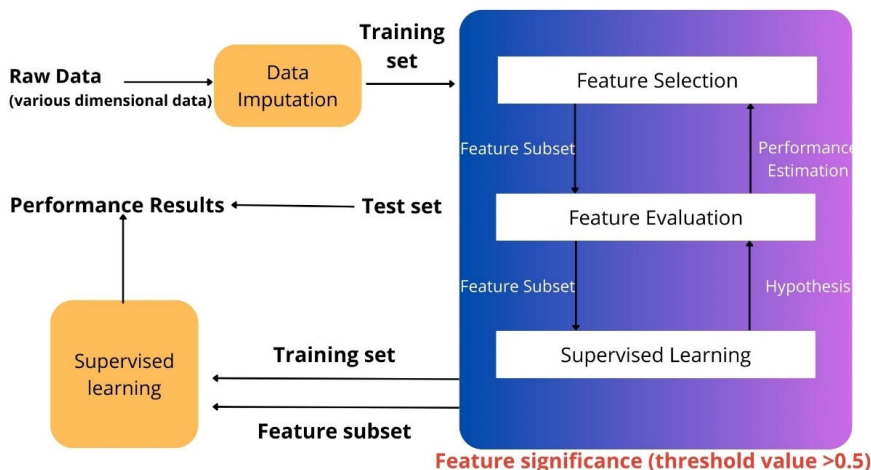 Raw Data
(various dimensional data)
Data
Imputation
Training
set
Feature Selection
Feature Subset
Performance
Estimation
Feature Evaluation
Feature Subset
Hypothesis
Supervised Learning
Performance Results
Test set
Supervised
learning
Training set
Feature subset
Feature significance (threshold value >0.5)